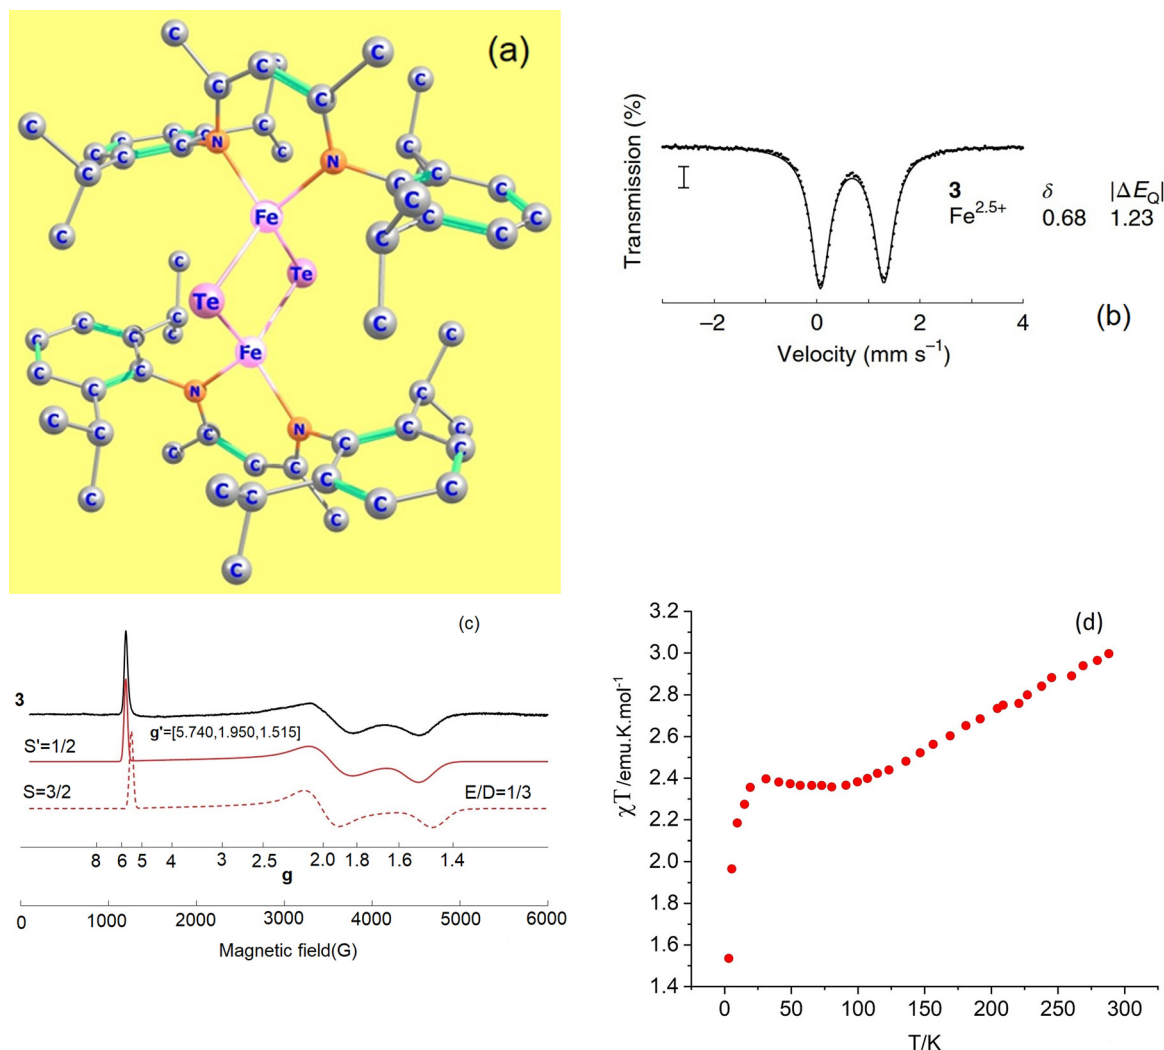 (a)
C C C C C C C C C C C C C C C N N C C C C C C C C C C C C
Fe
Te
Te
Fe
C C C C C C C C C C C C N N C C C C C C C C C C C C C C C C C
Transmission (%)
3 δ |ΔE_Q|
Fe2.5+ 0.68 1.23
−2 0 2 4
Velocity (mm s−1)
(b)
(c)
3
g'=[5.740,1.950,1.515]
S'=1/2
S=3/2 E/D=1/3
8 6 5 4 3 2.5 2.0 1.8 1.6 1.4
g
0 1000 2000 3000 4000 5000 6000
Magnetic field(G)
(d)
χT/emu.K.mol-1
3.2
3.0
2.8
2.6
2.4
2.2
2.0
1.8
1.6
1.4
0 50 100 150 200 250 300
T/K